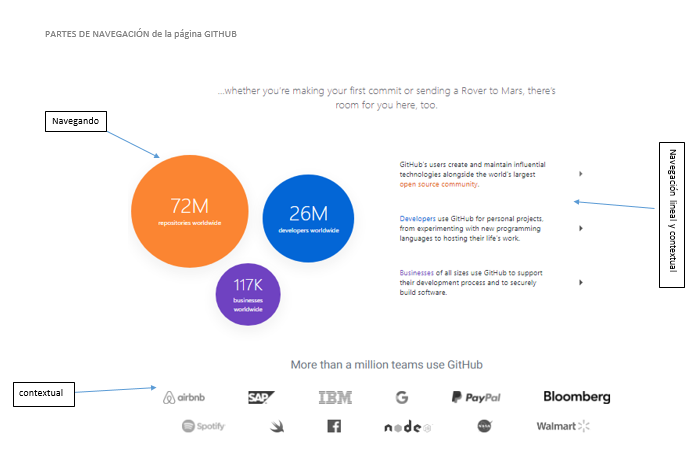 PARTES DE NAVEGACIÓN de la página GITHUB
...whether you're making your first commit or sending a Rover to Mars, there's
room for you here, too.
Navegando
72M
repositories worldwide
26M
developers worldwide
117K
businesses
worldwide
GitHub's users create and maintain influential
technologies alongside the world's largest
open source community.
Developers use GitHub for personal projects,
from experimenting with new programming
languages to hosting their life's work.
Businesses of all sizes use GitHub to support
their development process and to securely
build software.
Navegación lineal y contextual
More than a million teams use GitHub
contextual
airbnb
SAP
IBM
G
PayPal
Bloomberg
Spotify
node
NASA
Walmart